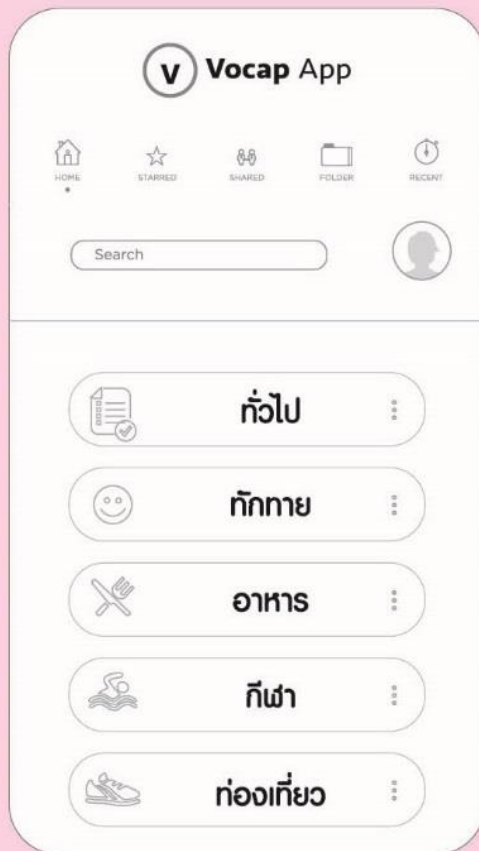 V Vocap App
HOME STARRED SHARED FOLDER RECENT
Search
ทั่วไป
ทักทาย
อาหาร
กีฬา
ท่องเที่ยว